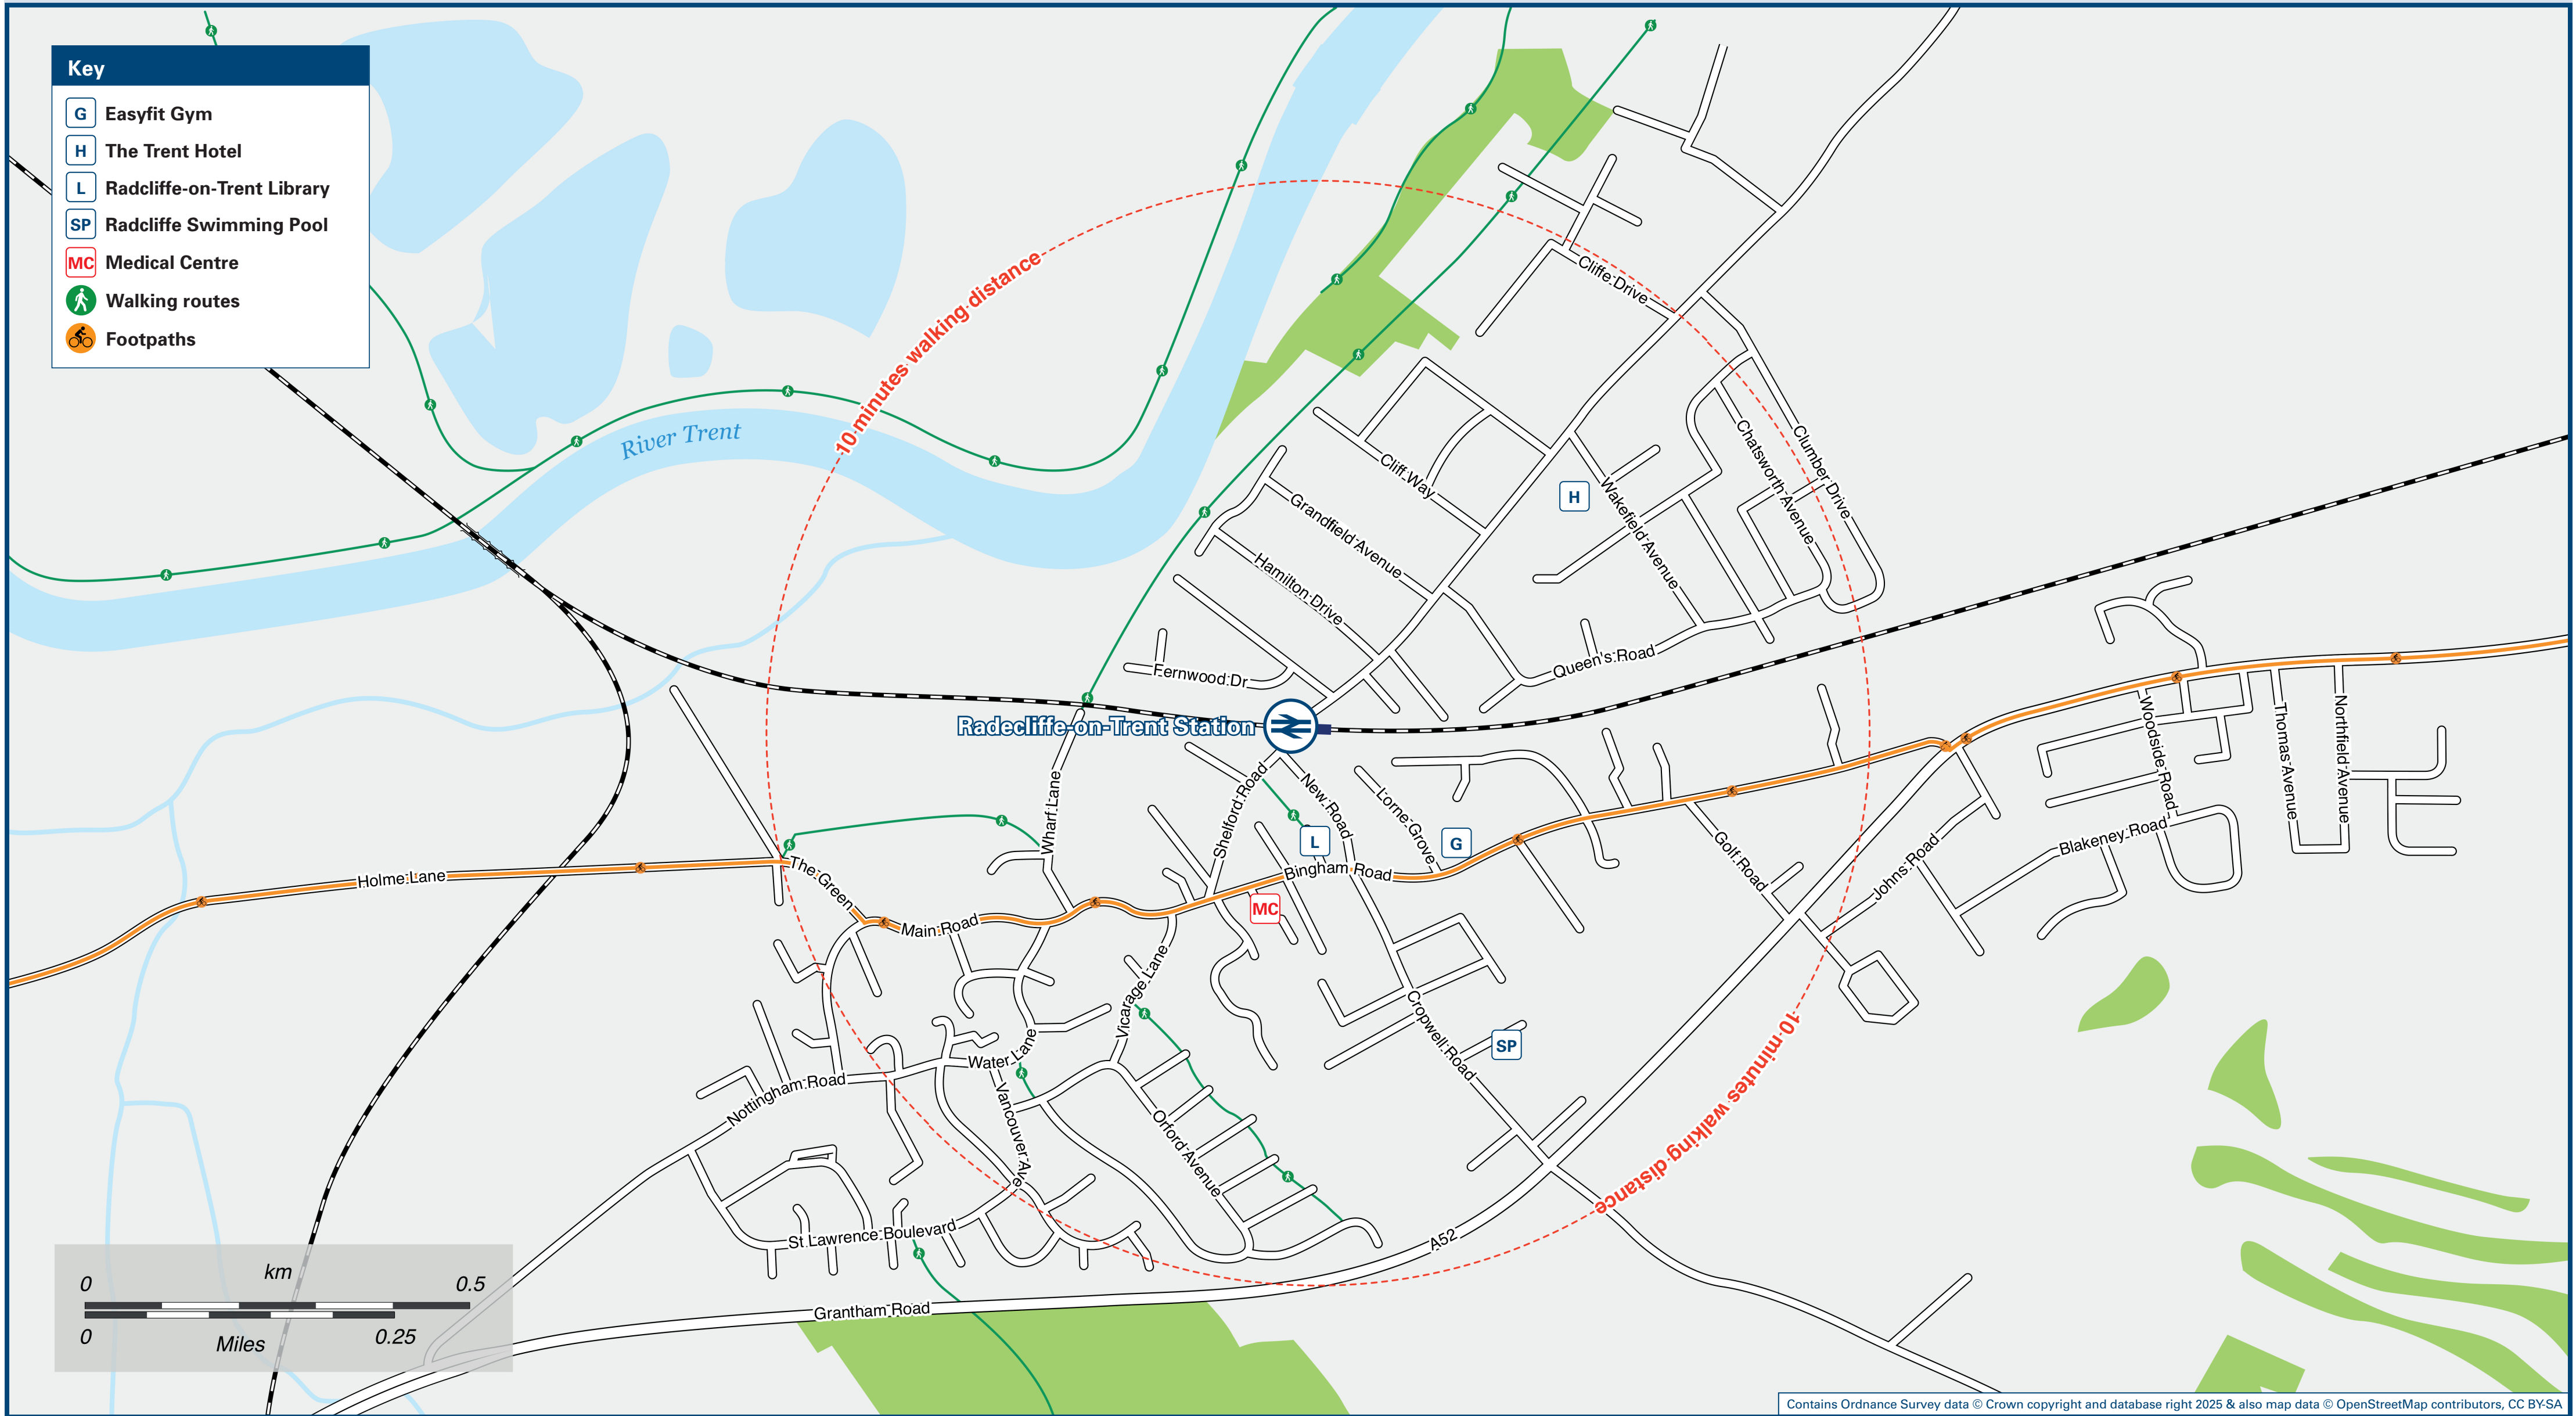 Key
G Easyfit Gym
H The Trent Hotel
L Radcliffe-on-Trent Library
SP Radcliffe Swimming Pool
MC Medical Centre
Walking routes
Footpaths
10 minutes walking distance
River Trent
Cliffe Drive
Cliff Way
H
Wakefield Avenue
Chatsworth Avenue
Clumber Drive
Grandfield Avenue
Hamilton Drive
Fernwood Dr
Queen's Road
Radecliffe-on-Trent Station
Wharf Lane
Shelford Road
New Road
Lorne Grove
L
G
Bingham Road
MC
Golf Road
Johns Road
Woodside Road
Thomas Avenue
Northfield Avenue
Blakeney Road
Holme Lane
The Green
Main Road
Vicarage Lane
Cropwell Road
SP
Water Lane
Nottingham Road
Vancouver Ave
Orford Avenue
St Lawrence Boulevard
10 minutes walking distance
A52
Grantham Road
km
0 0.5
0 0.25
Miles
Contains Ordnance Survey data © Crown copyright and database right 2025 & also map data © OpenStreetMap contributors, CC BY-SA